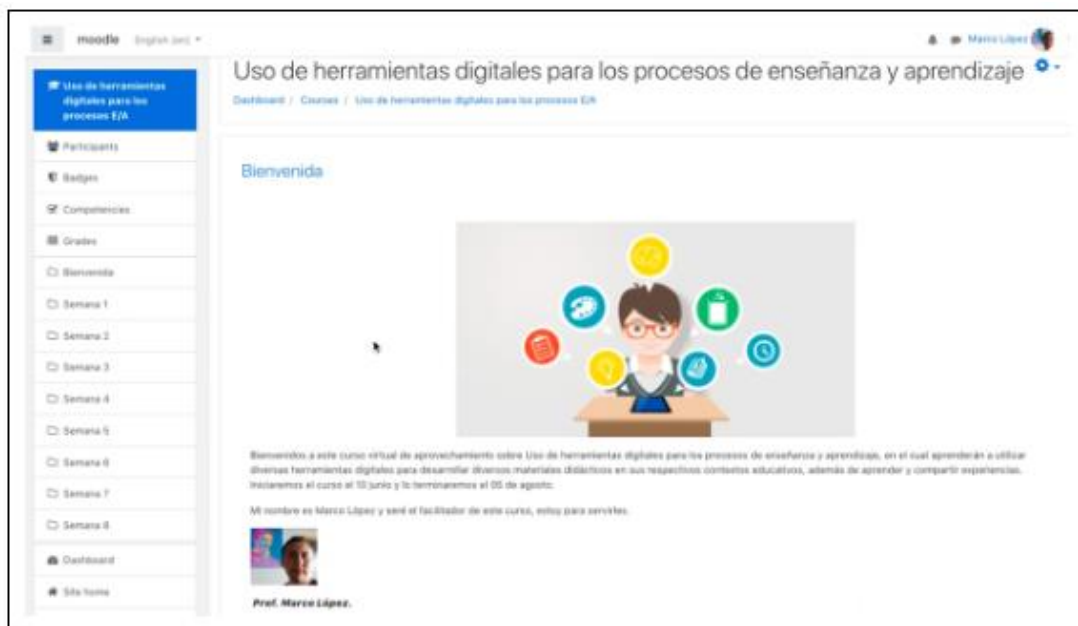 moodle English (en)
Marco López
Uso de herramientas digitales para los procesos E/A
Participants
Badges
Competencies
Grades
Bienvenida
Semana 1
Semana 2
Semana 3
Semana 4
Semana 5
Semana 6
Semana 7
Semana 8
Dashboard
Site home
Uso de herramientas digitales para los procesos de enseñanza y aprendizaje
Dashboard / Courses / Uso de herramientas digitales para los procesos E/A
Bienvenida
Bienvenidos a este curso virtual de aprovechamiento sobre Uso de herramientas digitales para los procesos de enseñanza y aprendizaje, en el cual aprenderán a utilizar
diversas herramientas digitales para desarrollar diversos materiales didácticos en sus respectivos contextos educativos, además de aprender y compartir experiencias.
Iniciaremos el curso el 10 junio y lo terminaremos el 05 de agosto.
Mi nombre es Marco López y seré el facilitador de este curso, estoy para servirles.
Prof. Marco López.